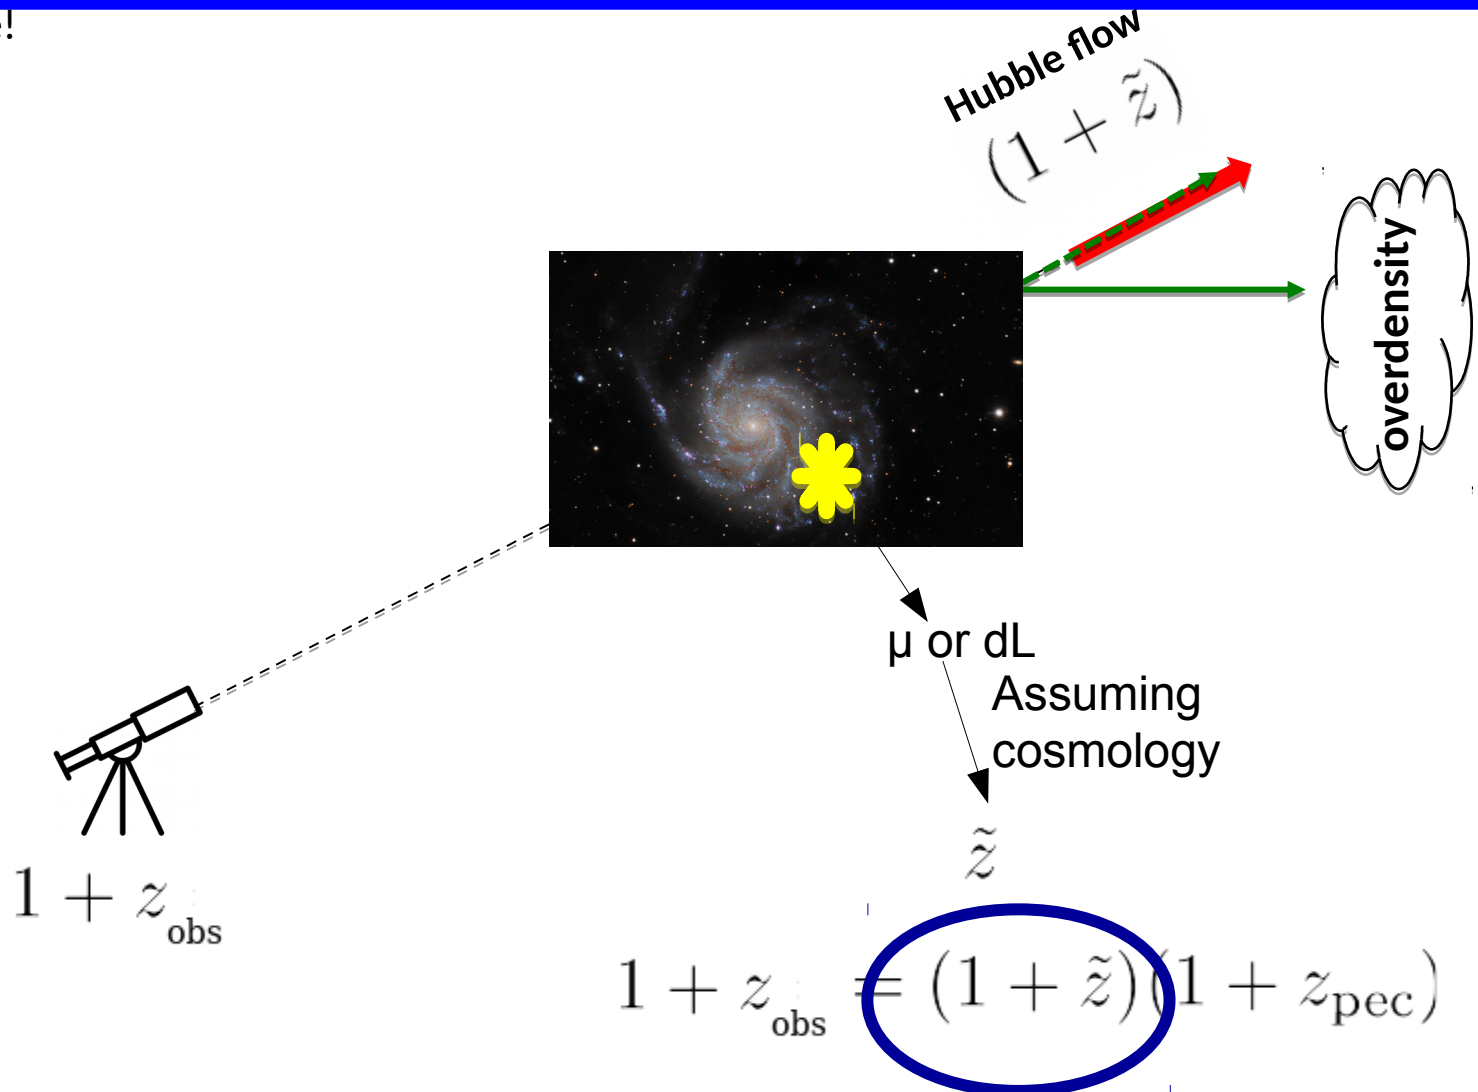 e!
Hubble flow
(1 + z̃)
overdensity
µ or dL
Assuming
cosmology
z̃
1 + z_obs
1 + z_obs = (1 + z̃)(1 + z_pec)